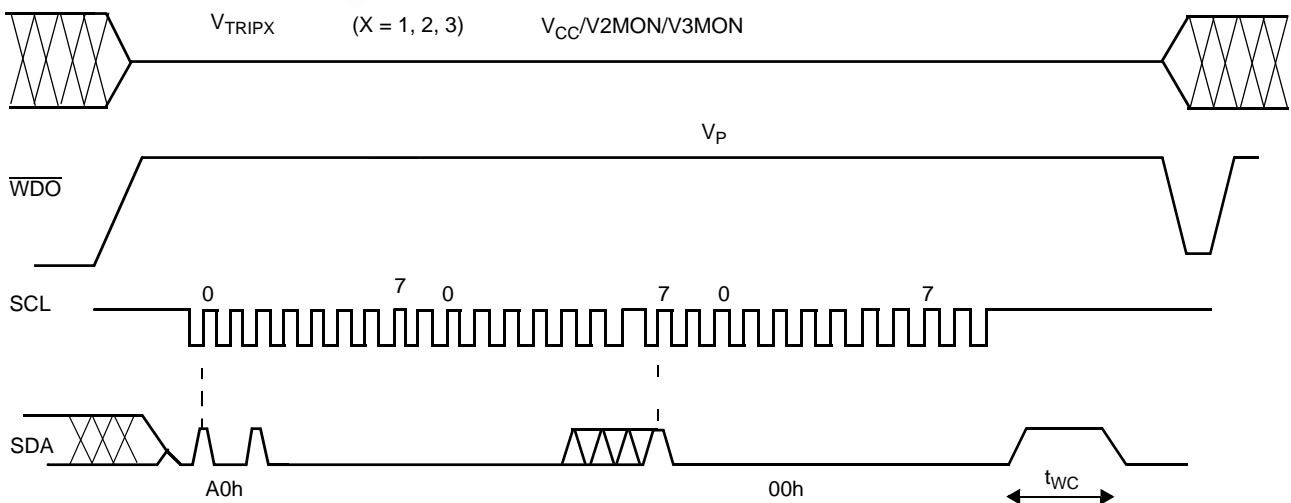 VTRIPX (X = 1, 2, 3) VCC/V2MON/V3MON
VP
WDO
0 7 0 7 0 7
SCL
SDA
A0h 00h tWC